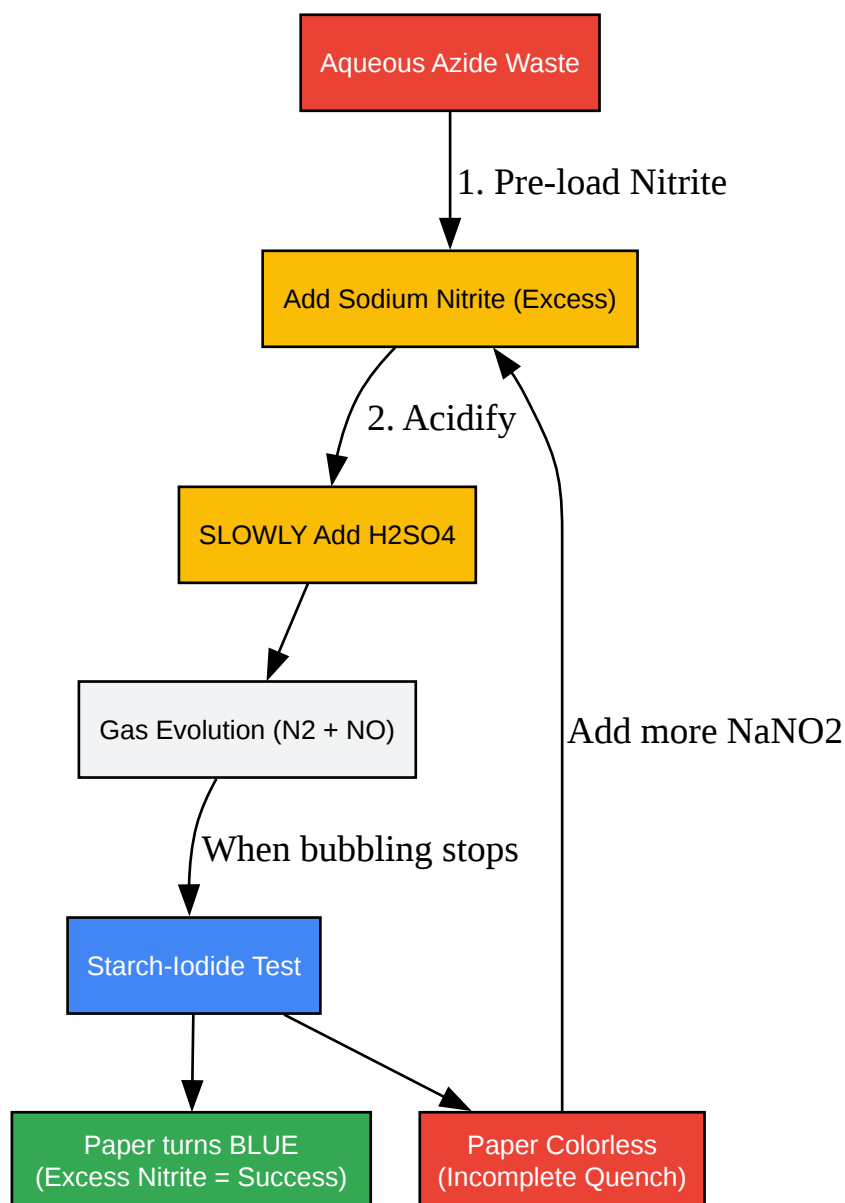 Aqueous Azide Waste
1. Pre-load Nitrite
Add Sodium Nitrite (Excess)
2. Acidify
SLOWLY Add H2SO4
Gas Evolution (N2 + NO)
Add more NaNO2
When bubbling stops
Starch-Iodide Test
Paper turns BLUE
(Excess Nitrite = Success)
Paper Colorless
(Incomplete Quench)